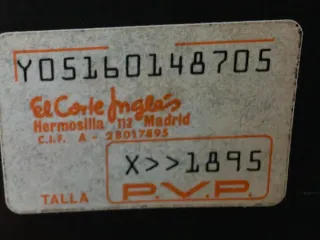 Y05160148705
El Corte Inglés
Hermosilla 112 Madrid
C.I.F. A - 28017895
X>>1895
TALLA P.V.P.